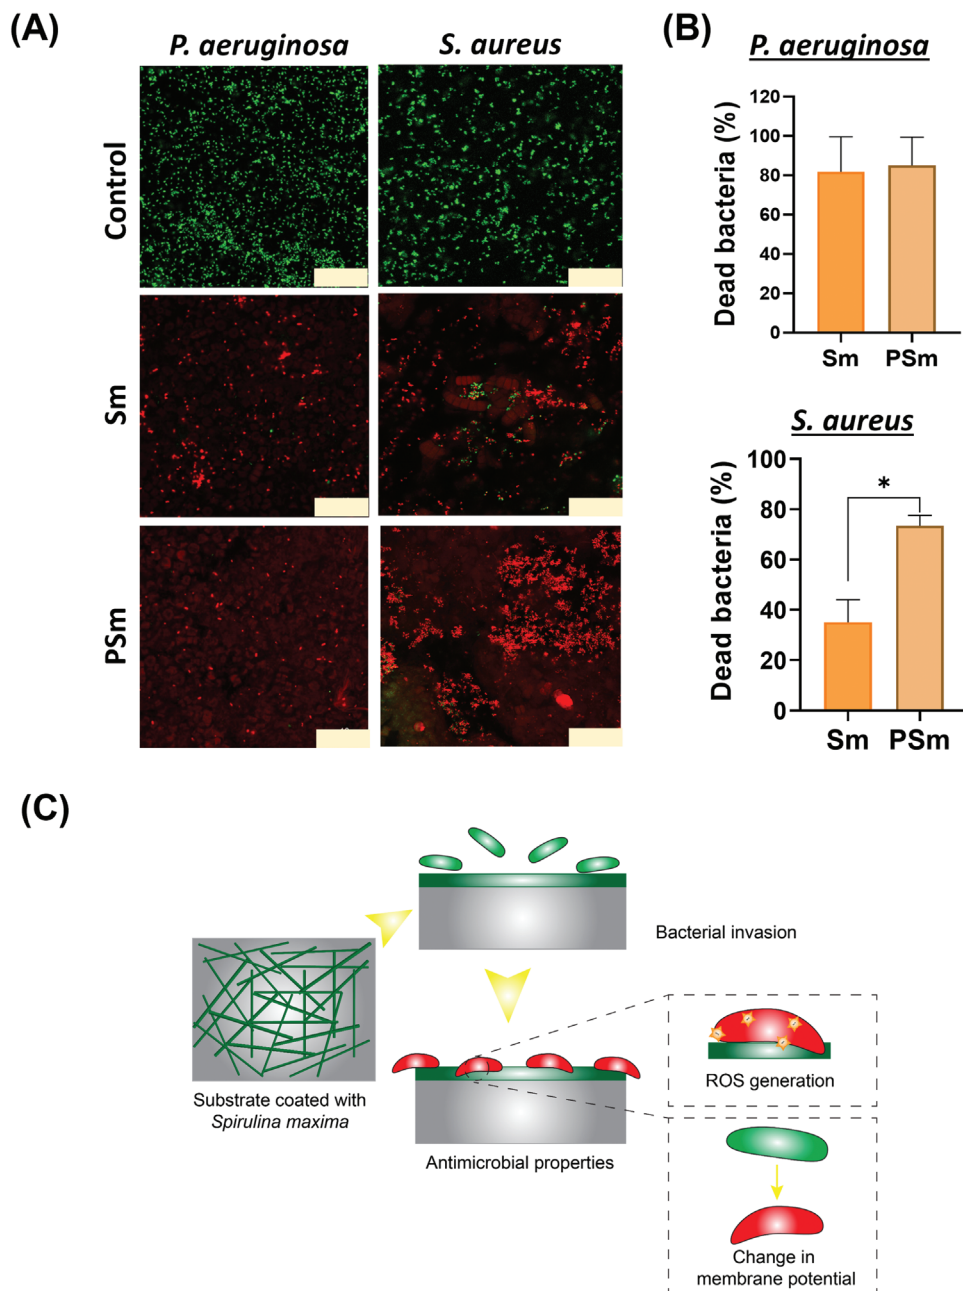 (A)
P. aeruginosa
S. aureus
Control
Sm
PSm
(B)
P. aeruginosa
Dead bacteria (%)
120
100
80
60
40
20
0
Sm PSm
S. aureus
Dead bacteria (%)
100
80
60
40
20
0
*
Sm PSm
(C)
Bacterial invasion
Substrate coated with
Spirulina maxima
Antimicrobial properties
ROS generation
Change in
membrane potential